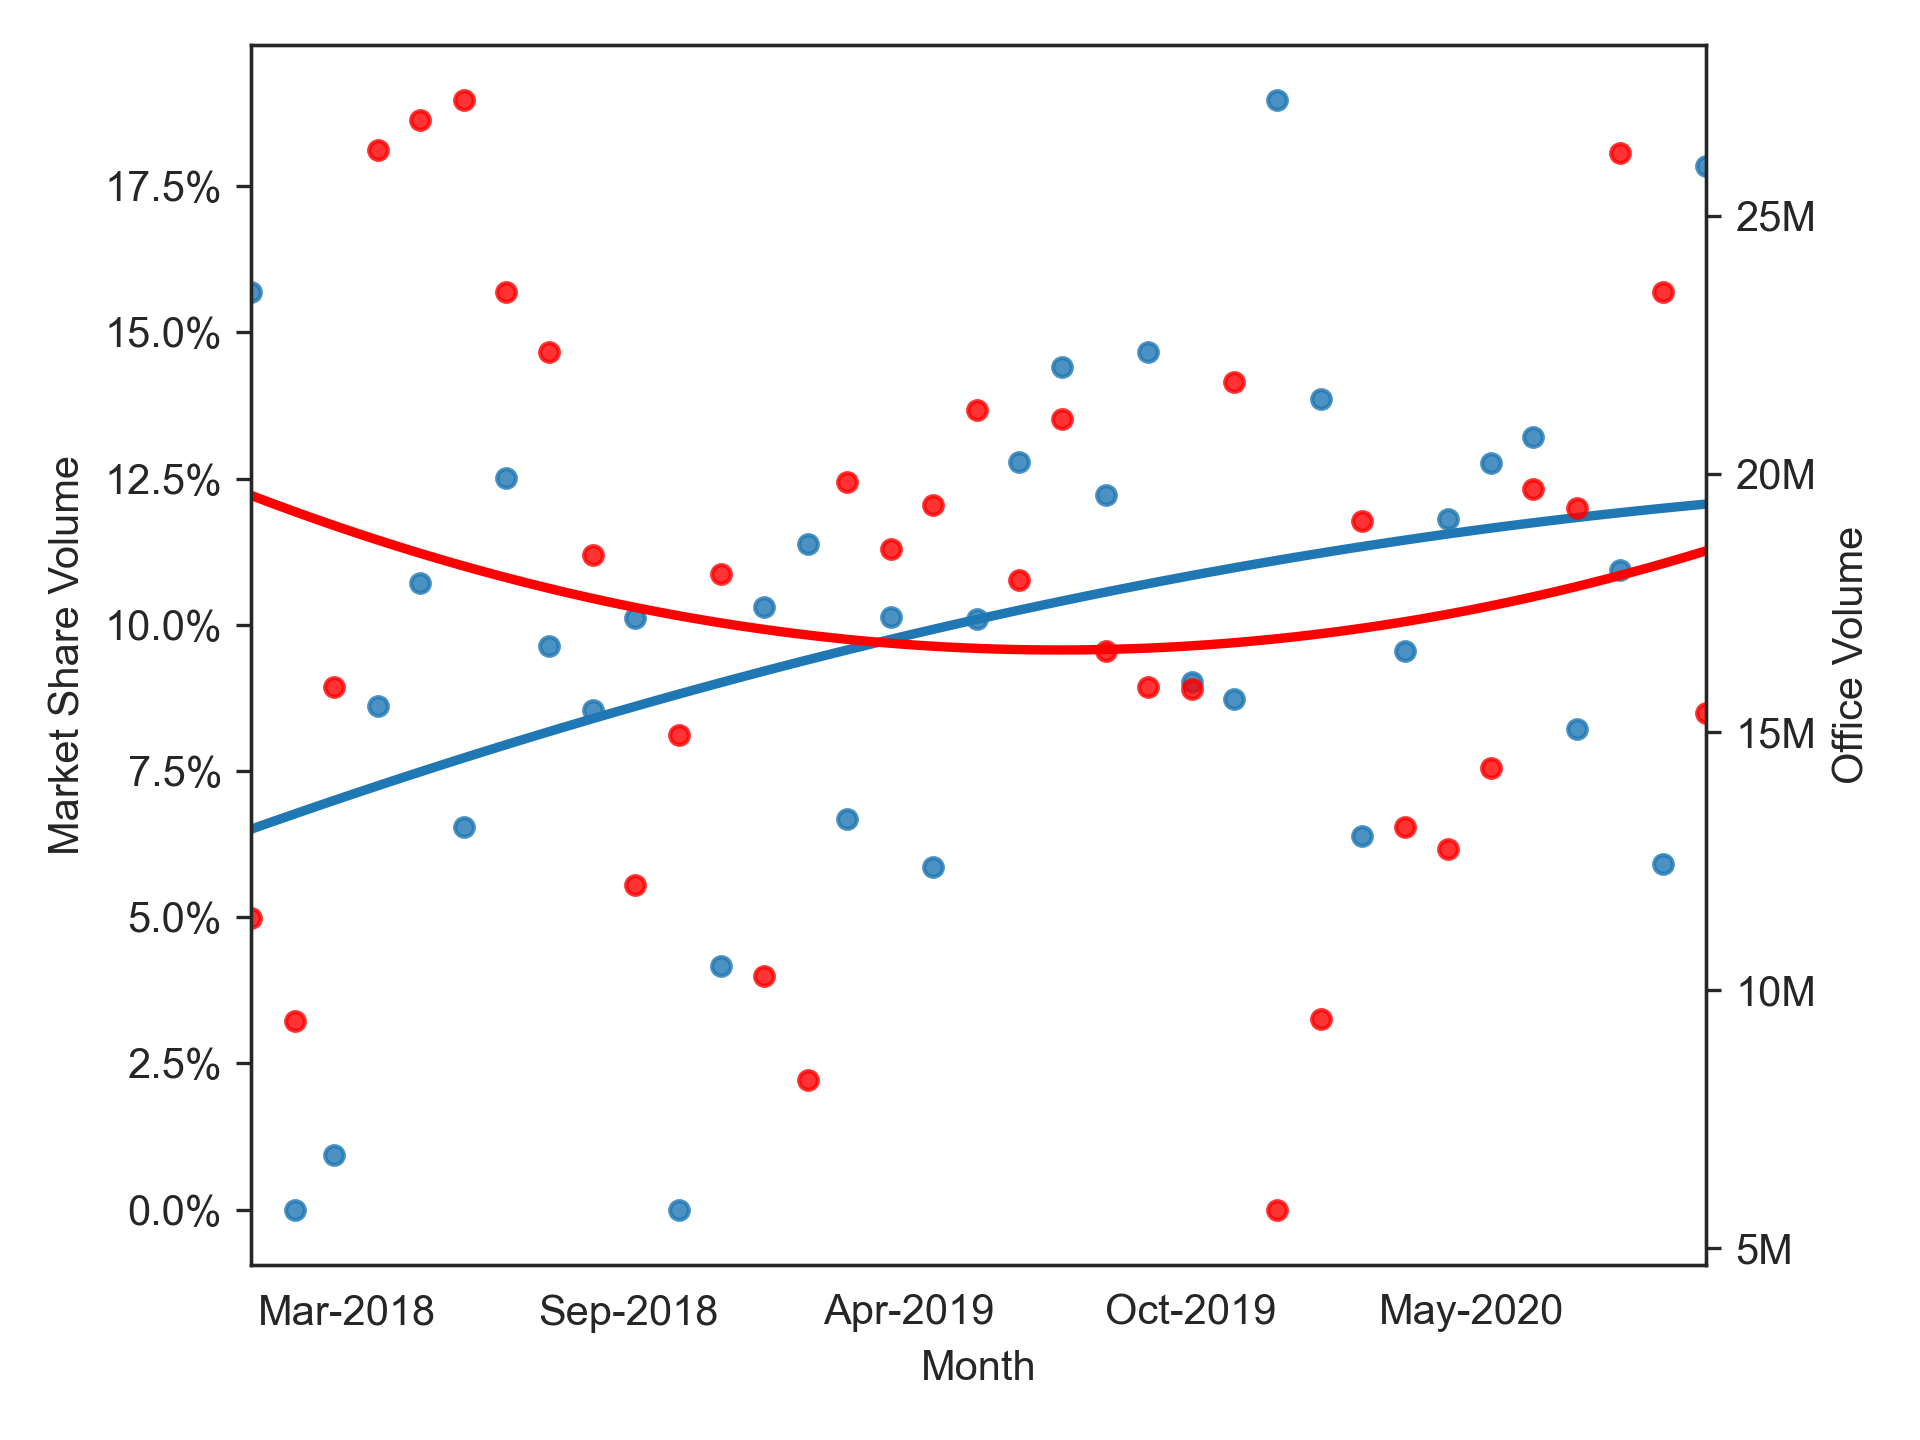 17.5%
15.0%
12.5%
10.0%
7.5%
5.0%
2.5%
0.0%
Market Share Volume
25M
20M
15M
10M
5M
Office Volume
Mar-2018
Sep-2018
Apr-2019
Oct-2019
May-2020
Month